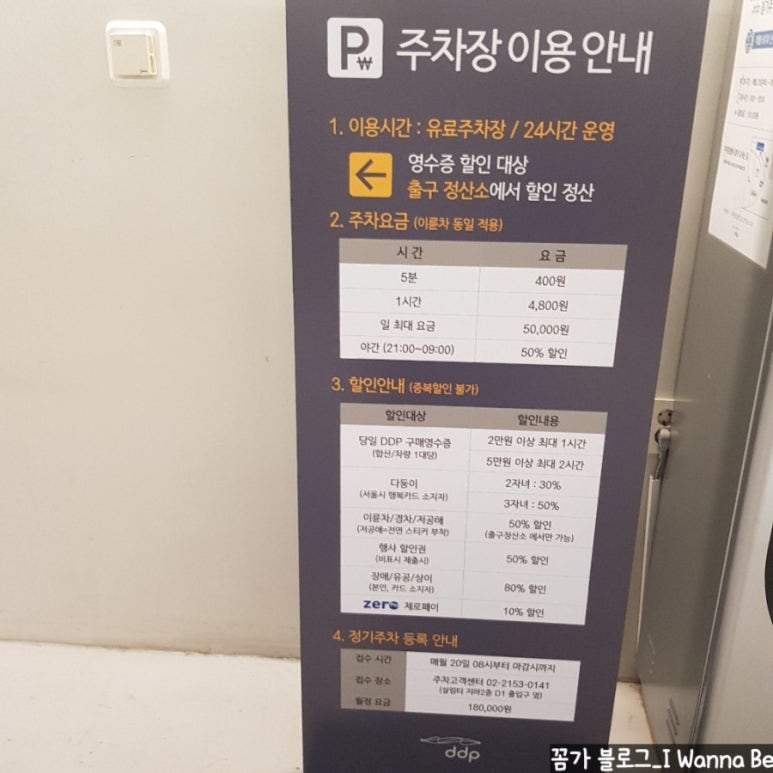 P₩ 주차장 이용 안내
1. 이용시간 : 유료주차장 / 24시간 운영
영수증 할인 대상
출구 정산소에서 할인 정산
2. 주차요금 (이륜차 동일 적용)
시 간 요 금
5분 400원
1시간 4,800원
일 최대 요금 50,000원
야간 (21:00~09:00) 50% 할인
3. 할인안내 (중복할인 불가)
할인대상 할인내용
당일 DDP 구매영수증 2만원 이상 최대 1시간
(합산/차량 1대당) 5만원 이상 최대 2시간
다둥이 2자녀 : 30%
(서울시 행복카드 소지자) 3자녀 : 50%
이륜차/경차/저공해 50% 할인
(저공해=전면 스티커 부착) (출구정산소 에서만 가능)
행사 할인권 50% 할인
(비표시 제출시)
장애/유공/상이 80% 할인
(본인, 카드 소지자)
zero 제로페이 10% 할인
4. 정기주차 등록 안내
접수 시간 매월 20일 08시부터 마감시까지
접수 장소 주차고객센터 02-2153-0141
(살림터 지하2층 D1 출입구 옆)
월정 요금 180,000원
ddp
꼼가 블로그_I Wanna Be